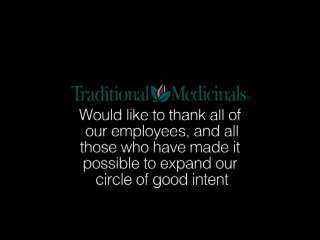 Traditional Medicinals®
Would like to thank all of
our employees, and all
those who have made it
possible to expand our
circle of good intent